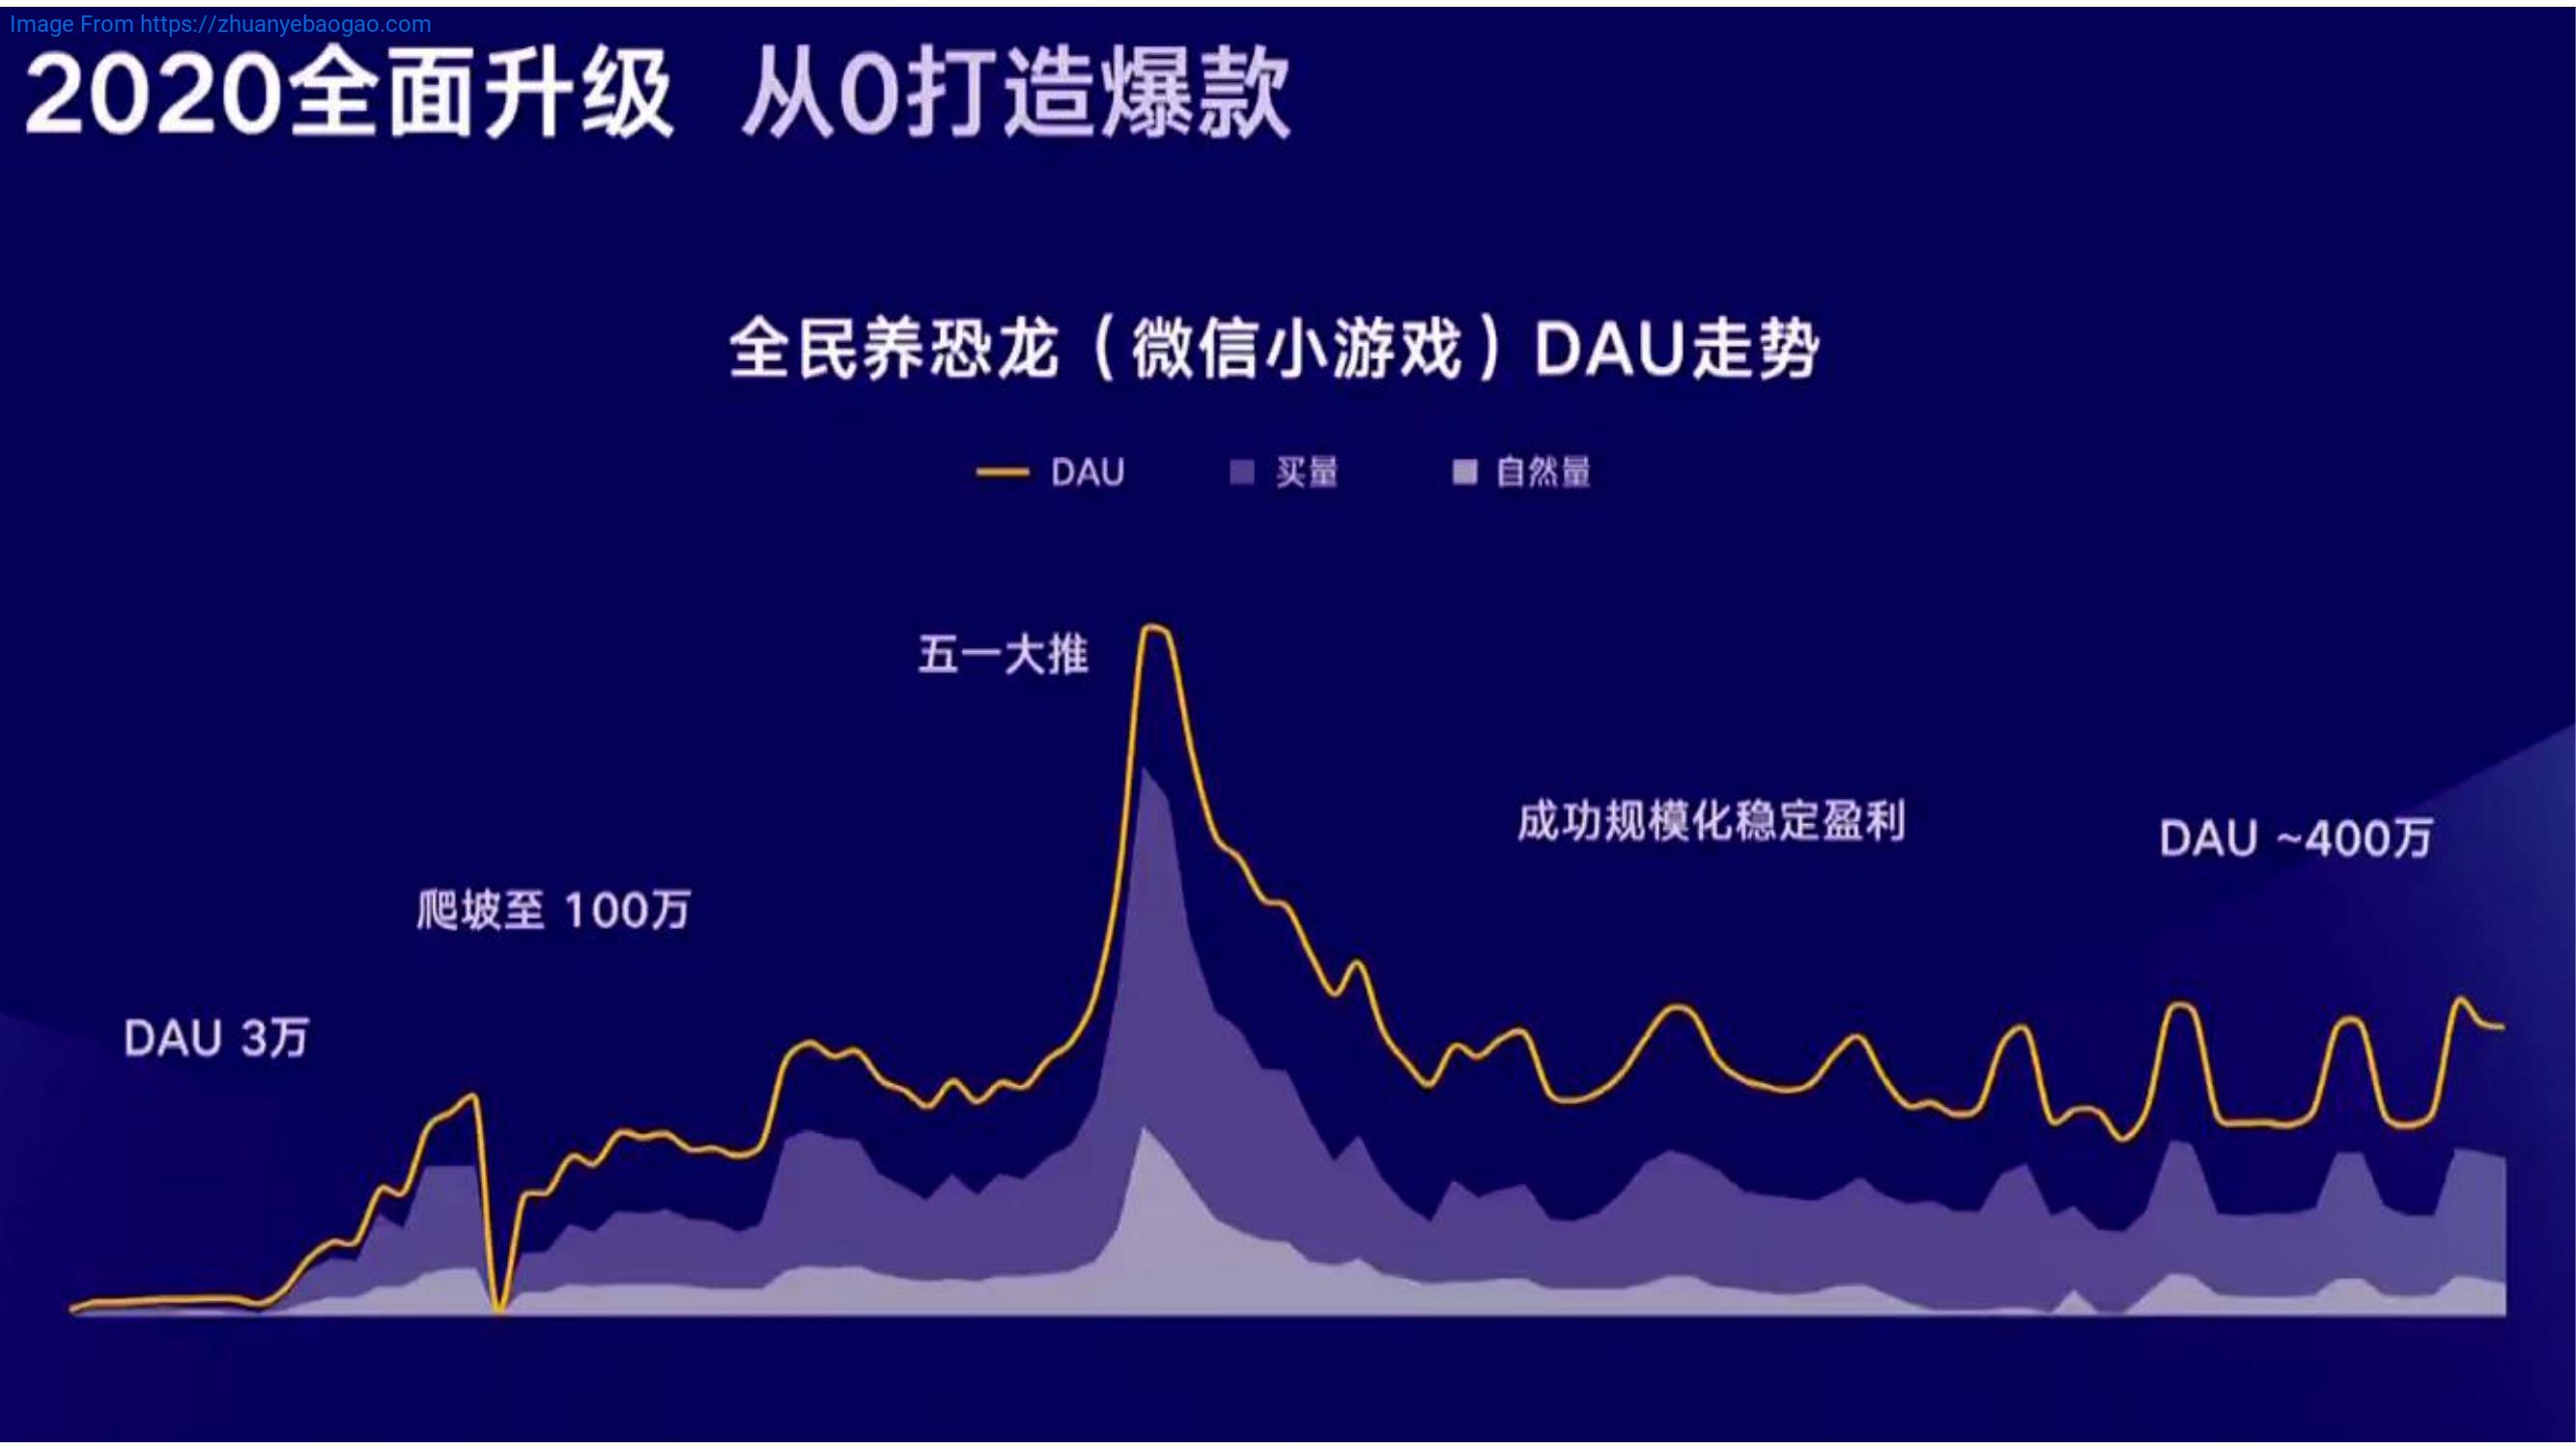 Image From https://zhuanyebaogao.com
2020全面升级 从0打造爆款
全民养恐龙（微信小游戏）DAU走势
DAU 买量 自然量
五一大推
成功规模化稳定盈利
DAU ~400万
爬坡至 100万
DAU 3万